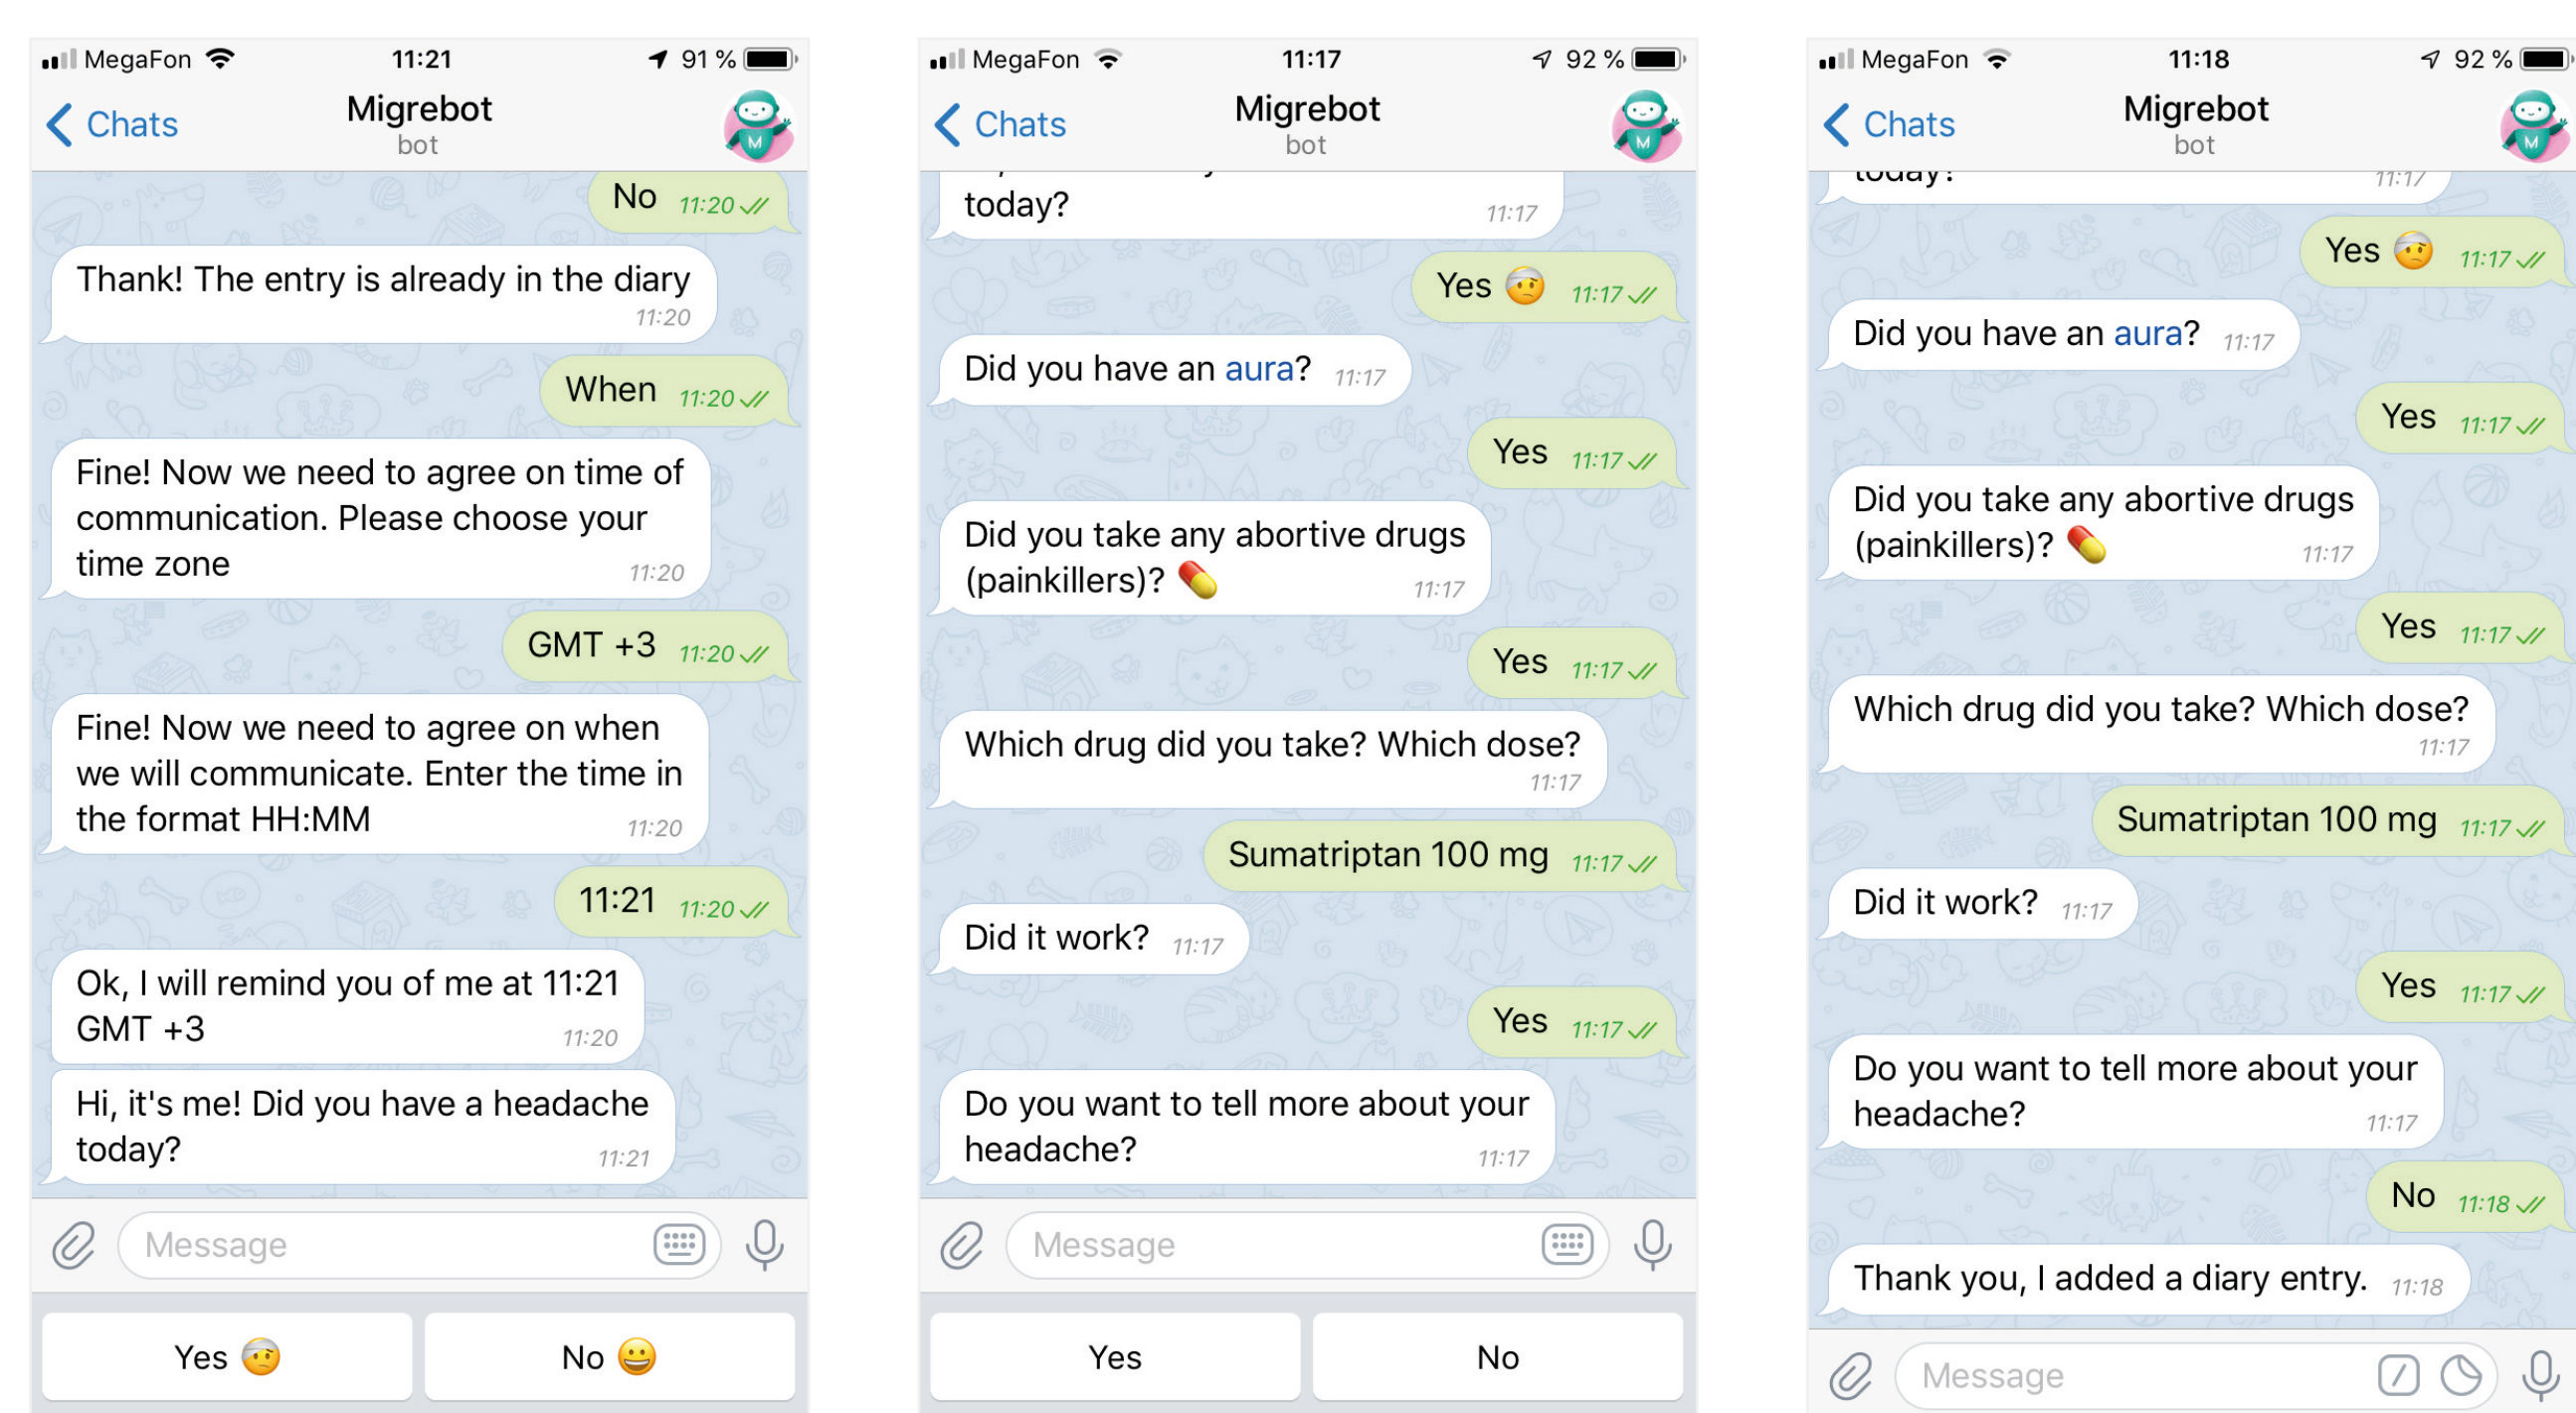 MegaFon 11:21 91 %
Chats Migrebot
bot
No 11:20
Thank! The entry is already in the diary
11:20
When 11:20
Fine! Now we need to agree on time of
communication. Please choose your
time zone 11:20
GMT +3 11:20
Fine! Now we need to agree on when
we will communicate. Enter the time in
the format HH:MM 11:20
11:21 11:20
Ok, I will remind you of me at 11:21
GMT +3 11:20
Hi, it's me! Did you have a headache
today? 11:21
Message
Yes No
MegaFon 11:17 92 %
Chats Migrebot
bot
today? 11:17
Yes 11:17
Did you have an aura? 11:17
Yes 11:17
Did you take any abortive drugs
(painkillers)? 11:17
Yes 11:17
Which drug did you take? Which dose?
11:17
Sumatriptan 100 mg 11:17
Did it work? 11:17
Yes 11:17
Do you want to tell more about your
headache? 11:17
Message
Yes No
MegaFon 11:18 92 %
Chats Migrebot
bot
today? 11:17
Yes 11:17
Did you have an aura? 11:17
Yes 11:17
Did you take any abortive drugs
(painkillers)? 11:17
Yes 11:17
Which drug did you take? Which dose?
11:17
Sumatriptan 100 mg 11:17
Did it work? 11:17
Yes 11:17
Do you want to tell more about your
headache? 11:17
No 11:18
Thank you, I added a diary entry. 11:18
Message